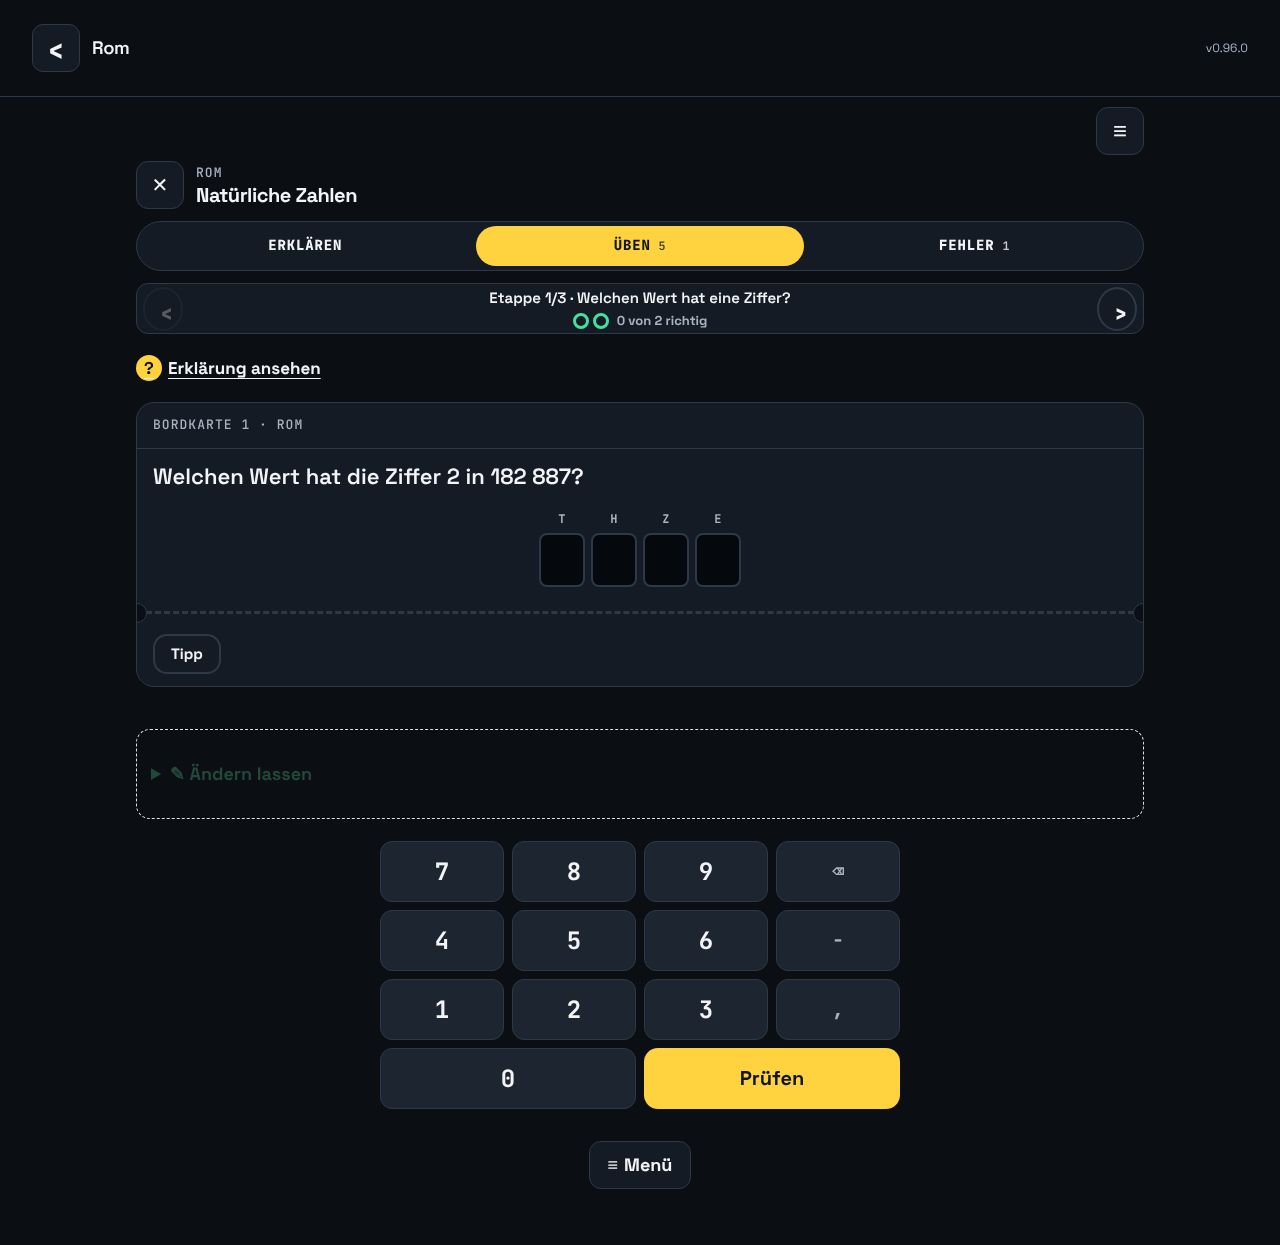 < Rom
v0.96.0
≡
✕
ROM
Natürliche Zahlen
ERKLÄREN
ÜBEN 5
FEHLER 1
<
Etappe 1/3 · Welchen Wert hat eine Ziffer?
>
0 von 2 richtig
? Erklärung ansehen
BORDKARTE 1 · ROM
Welchen Wert hat die Ziffer 2 in 182 887?
T H Z E
Tipp
▶ ✎ Ändern lassen
7 8 9 ⌫
4 5 6 -
1 2 3 ,
0 Prüfen
≡ Menü